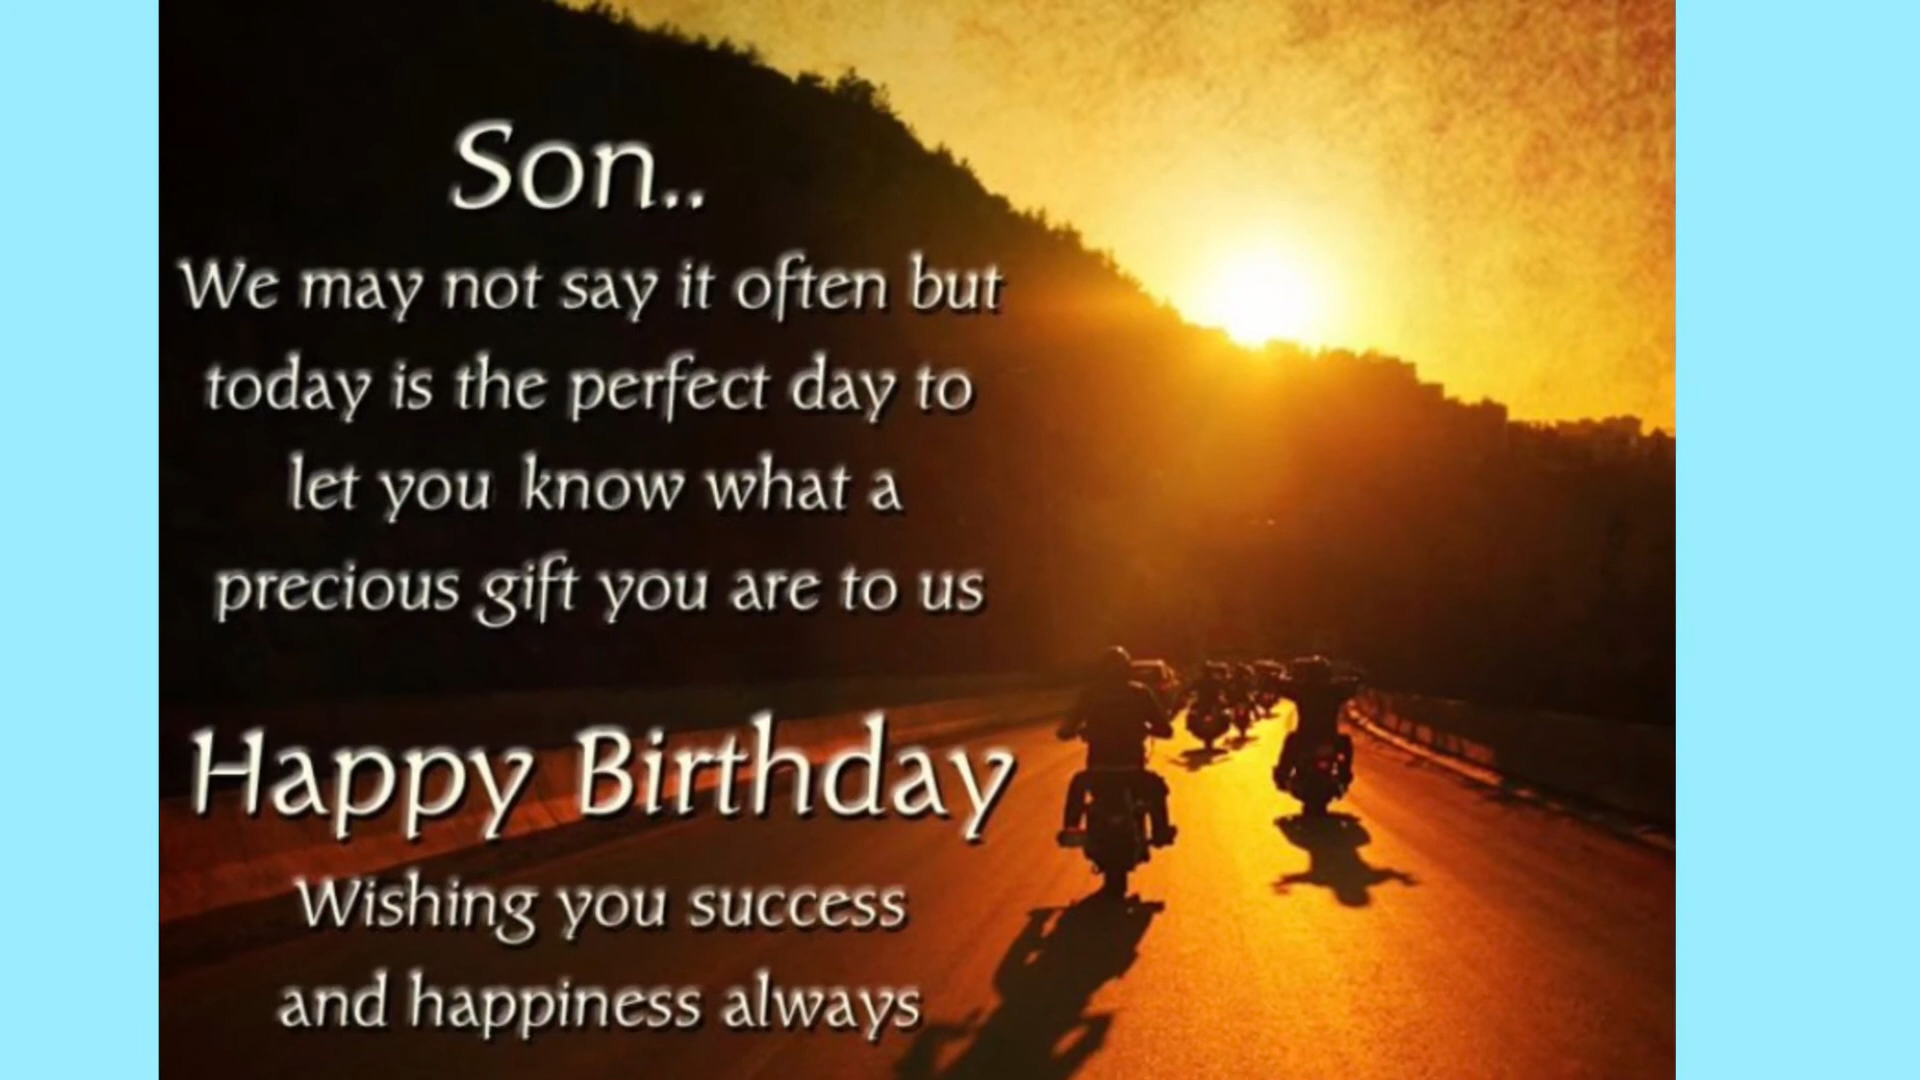 Son..
We may not say it often but
today is the perfect day to
let you know what a
precious gift you are to us
Happy Birthday
Wishing you success
and happiness always